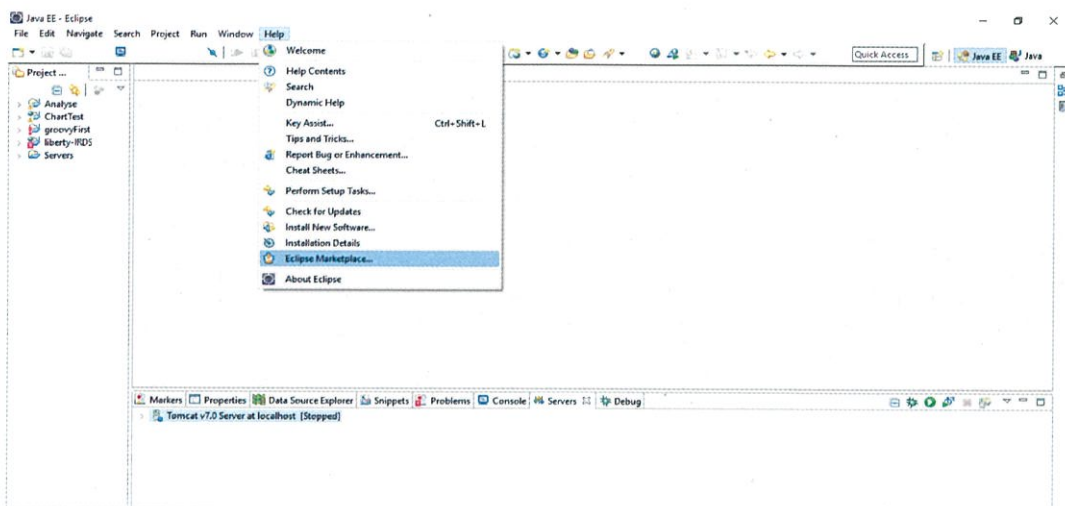 Java EE - Eclipse
File Edit Navigate Search Project Run Window Help
Quick Access
Java EE
Java
Project ...
Analyse
ChartTest
groovyFirst
liberty-IRDS
Servers
Welcome
Help Contents
Search
Dynamic Help
Key Assist... Ctrl+Shift+L
Tips and Tricks...
Report Bug or Enhancement...
Cheat Sheets...
Perform Setup Tasks...
Check for Updates
Install New Software...
Installation Details
Eclipse Marketplace...
About Eclipse
Markers Properties Data Source Explorer Snippets Problems Console Servers Debug
Tomcat v7.0 Server at localhost [Stopped]